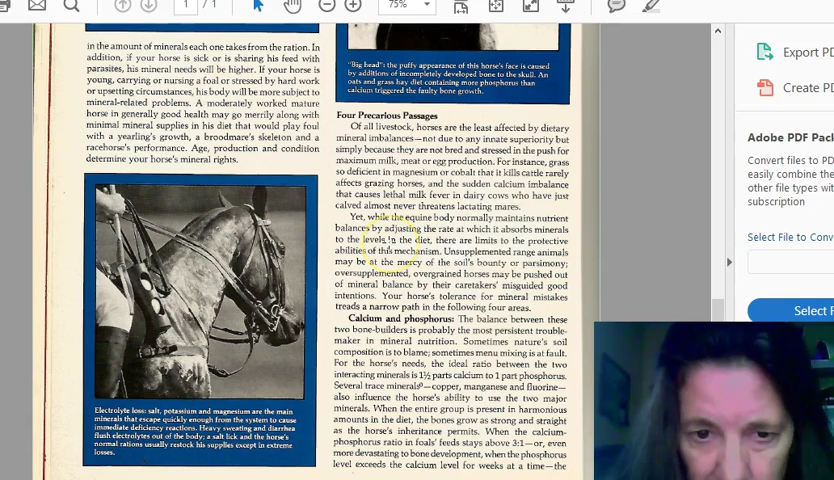 1 / 1
75%
in the amount of minerals each one takes from the ration. In
addition, if your horse is sick or is sharing his feed with
parasites, his mineral needs will be higher. If your horse is
young, carrying or nursing a foal or stressed by hard work
or upsetting circumstances, his body will be more subject to
mineral-related problems. A moderately worked mature
horse in generally good health may go merrily along with
minimal mineral supplies in his diet that would play foul
with a yearling's growth, a broodmare's skeleton and a
racehorse's performance. Age, production and condition
determine your horse's mineral rights.
Electrolyte loss: salt, potassium and magnesium are the main
minerals that escape quickly enough from the system to cause
immediate deficiency reactions. Heavy sweating and diarrhea
flush electrolytes out of the body; a salt lick and the horse's
normal rations usually restock his supplies except in extreme
losses.
"Big head": the puffy appearance of this horse's face is caused
by additions of incompletely developed bone to the skull. An
oats and grass hay diet containing more phosphorus than
calcium triggered the faulty bone growth.
Four Precarious Passages
Of all livestock, horses are the least affected by dietary
mineral imbalances—not due to any innate superiority but
simply because they are not bred and stressed in the push for
maximum milk, meat or egg production. For instance, grass
so deficient in magnesium or cobalt that it kills cattle rarely
affects grazing horses, and the sudden calcium imbalance
that causes lethal milk fever in dairy cows who have just
calved almost never threatens lactating mares.
Yet, while the equine body normally maintains nutrient
balances by adjusting the rate at which it absorbs minerals
to the levels in the diet, there are limits to the protective
abilities of this mechanism. Unsupplemented range animals
may be at the mercy of the soil's bounty or parsimony;
oversupplemented, overgrained horses may be pushed out
of mineral balance by their caretakers' misguided good
intentions. Your horse's tolerance for mineral mistakes
treads a narrow path in the following four areas.
Calcium and phosphorus: The balance between these
two bone-builders is probably the most persistent trouble-
maker in mineral nutrition. Sometimes nature's soil
composition is to blame; sometimes menu mixing is at fault.
For the horse's needs, the ideal ratio between the two
interacting minerals is 1½ parts calcium to 1 part phosphorus.
Several trace minerals—copper, manganese and fluorine—
also influence the horse's ability to use the two major
minerals. When the entire group is present in harmonious
amounts in the diet, the bones grow as strong and straight
as the horse's inheritance permits. When the calcium-
phosphorus ratio in foals' feeds stays above 3:1—or, even
more devastating to bone development, when the phosphorus
level exceeds the calcium level for weeks at a time—the
Export PD
Create PD
Adobe PDF Pack
Convert files to PD
easily combine the
other file types wit
subscription
Select File to Conv
Select F